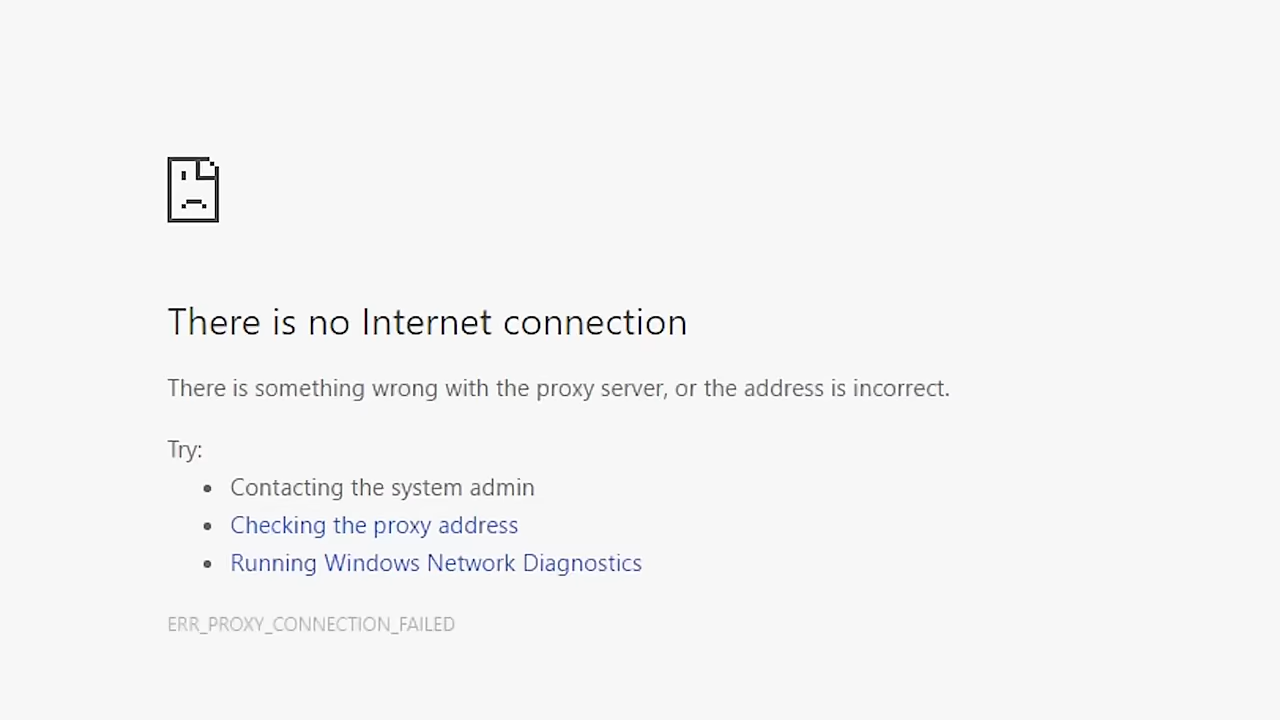 There is no Internet connection
There is something wrong with the proxy server, or the address is incorrect.
Try:
Contacting the system admin
Checking the proxy address
Running Windows Network Diagnostics
ERR_PROXY_CONNECTION_FAILED